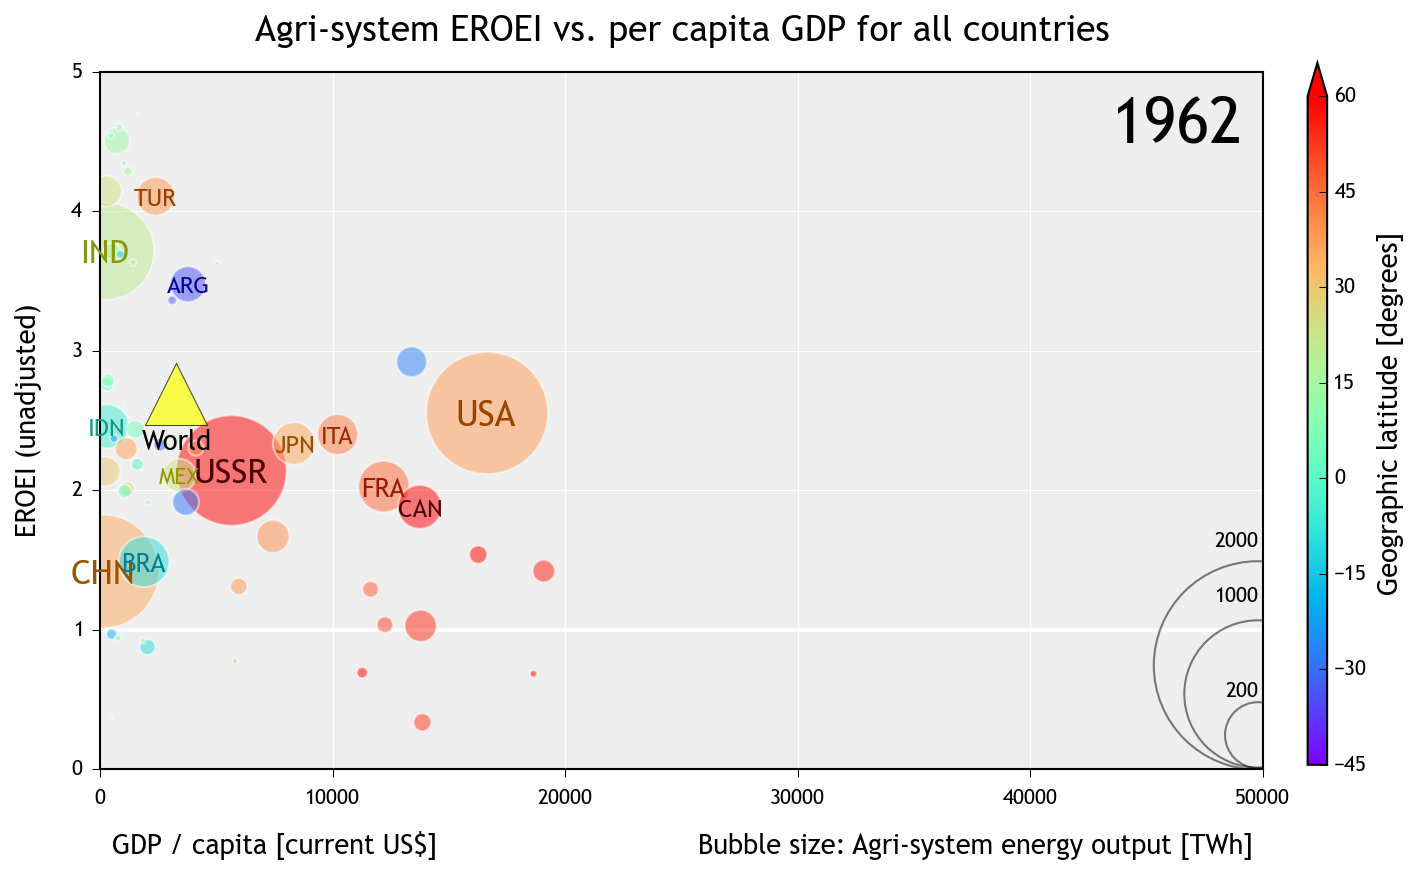 Agri-system EROEI vs. per capita GDP for all countries
1962
EROEI (unadjusted)
5
4
3
2
1
0
TUR
IND
ARG
USA
IDN
World
JPN
ITA
MEX
USSR
FRA
CAN
BRA
CHN
2000
1000
200
0
10000
20000
30000
40000
50000
GDP / capita [current US$]
Bubble size: Agri-system energy output [TWh]
60
45
30
15
0
−15
−30
−45
Geographic latitude [degrees]